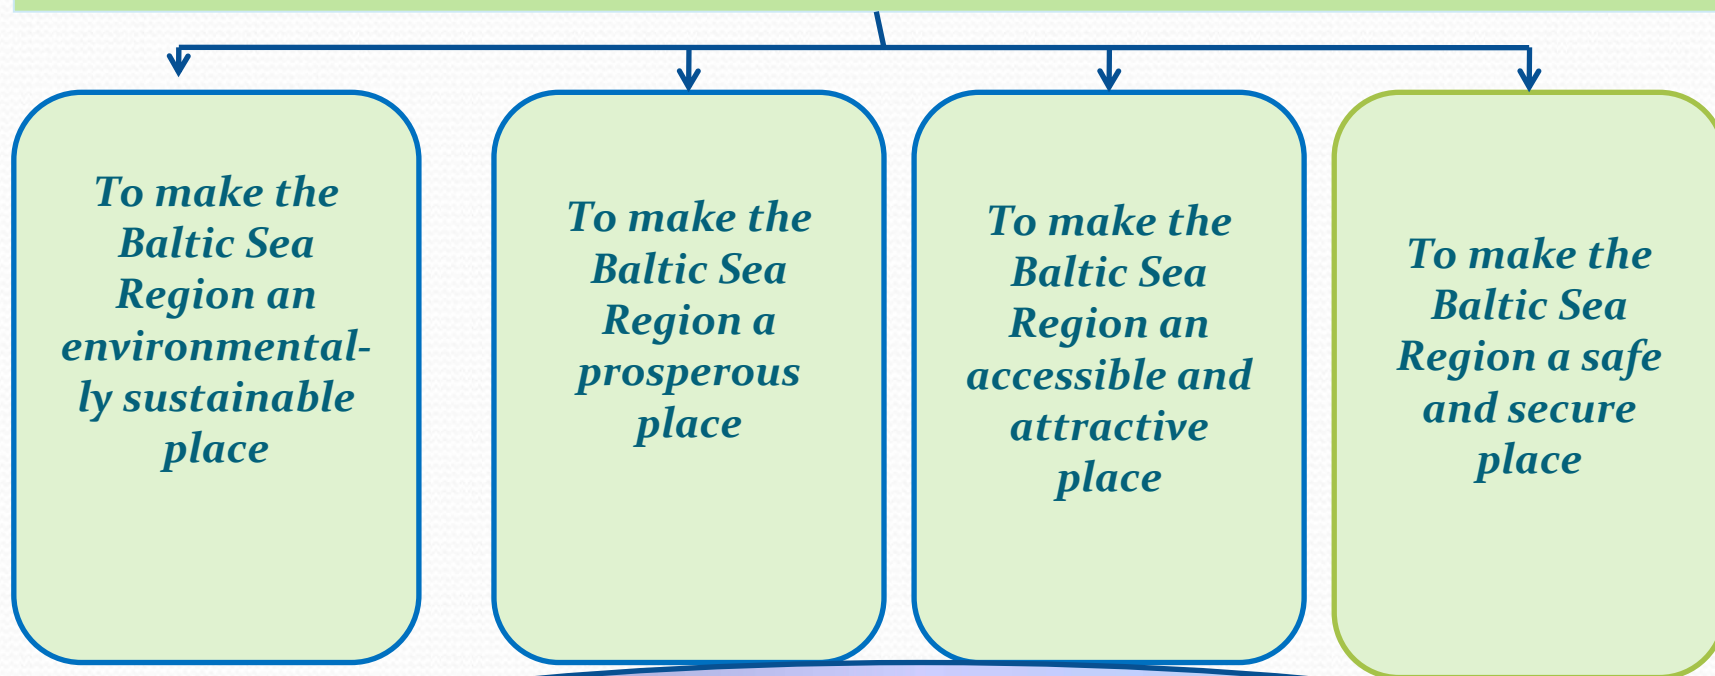 To make the
Baltic Sea
Region an
environmental-
ly sustainable
place
To make the
Baltic Sea
Region a
prosperous
place
To make the
Baltic Sea
Region an
accessible and
attractive
place
To make the
Baltic Sea
Region a safe
and secure
place